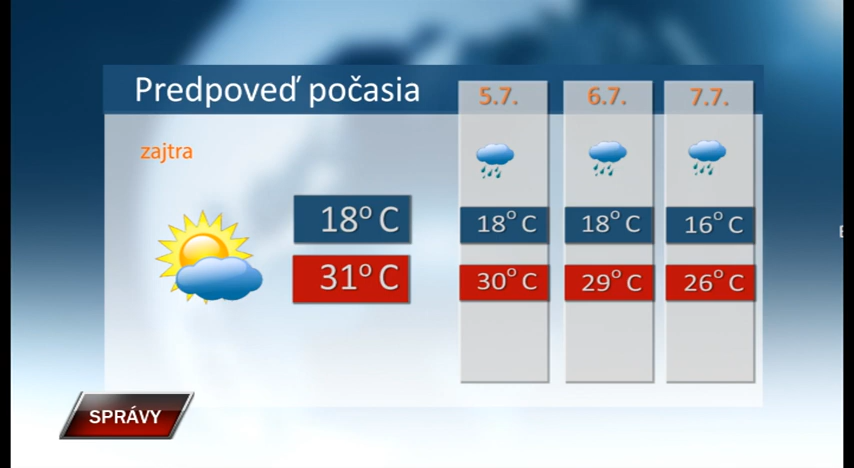 Predpoveď počasia
5.7.
6.7.
7.7.
zajtra
18° C
31° C
18° C
18° C
16° C
30° C
29° C
26° C
SPRÁVY